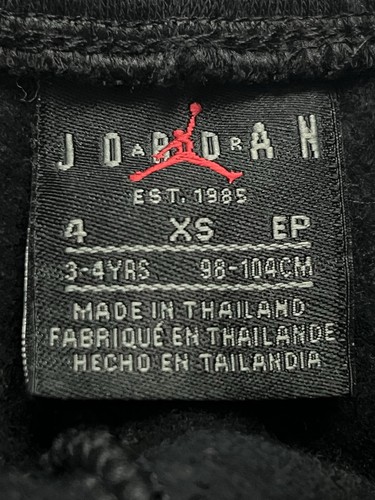 JORDAN
AIR
EST. 1985
4 XS EP
3-4YRS 98-104CM
MADE IN THAILAND
FABRIQUÉ EN THAILANDE
HECHO EN TAILANDIA